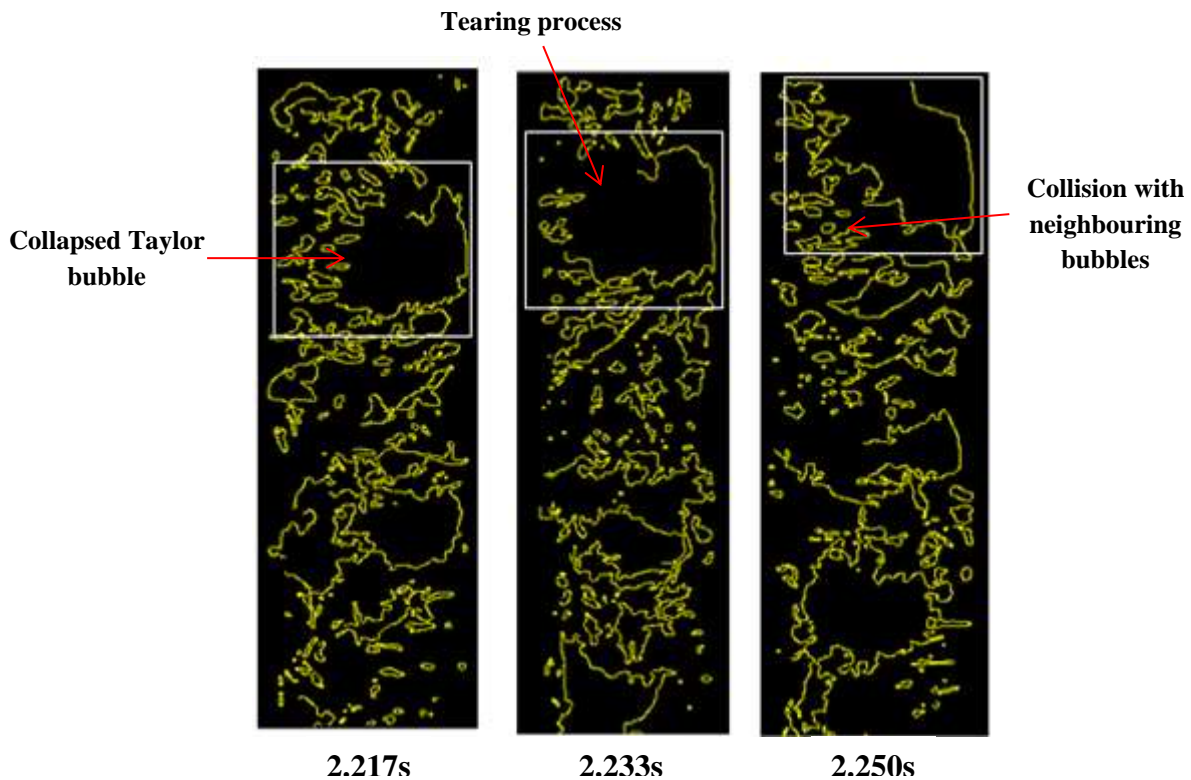 Tearing process
Collapsed Taylor
bubble
Collision with
neighbouring
bubbles
2.217s
2.233s
2.250s